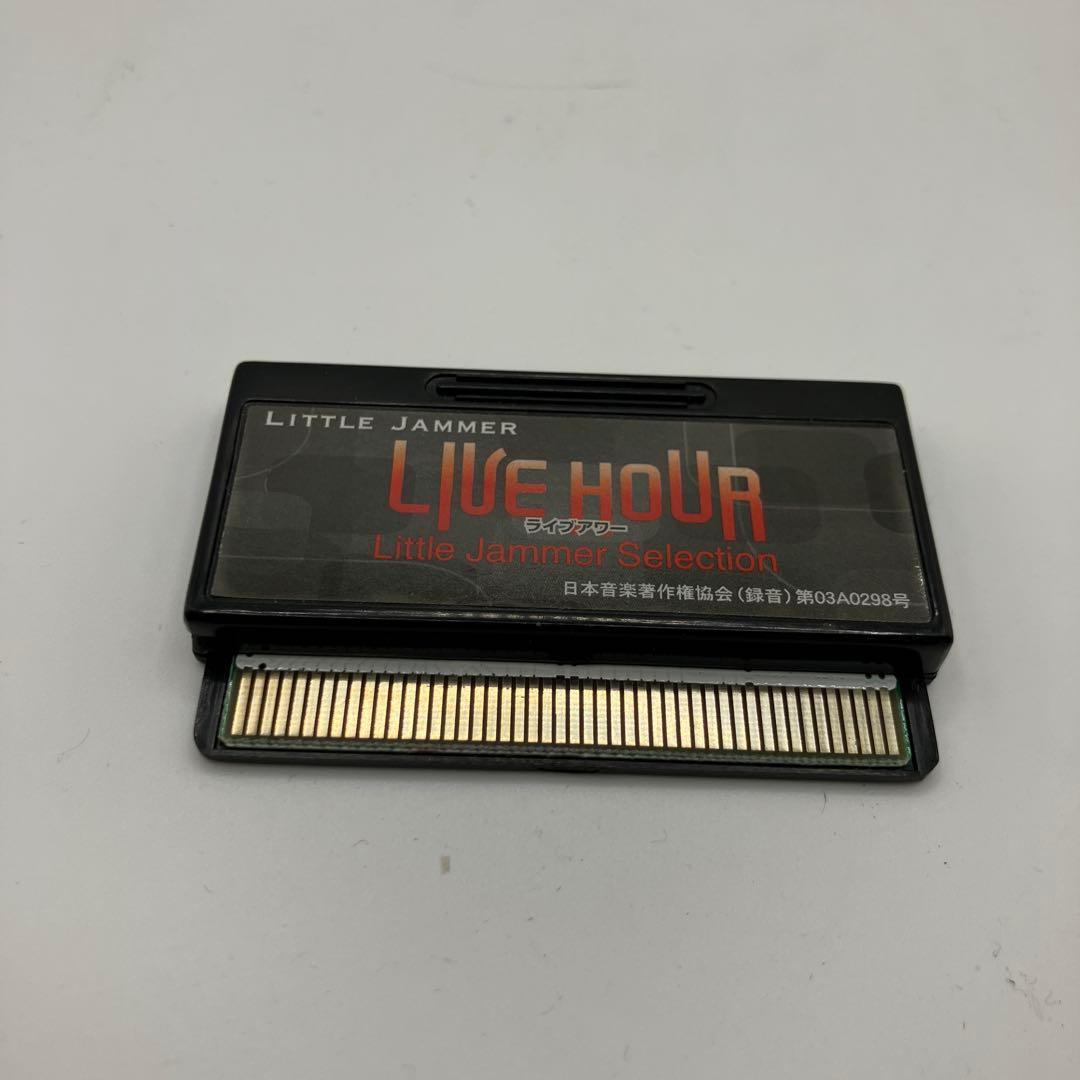 LITTLE JAMMER
LIVE HOUR
ライブアワー
Little Jammer Selection
日本音楽著作権協会(録音)第03A0298号